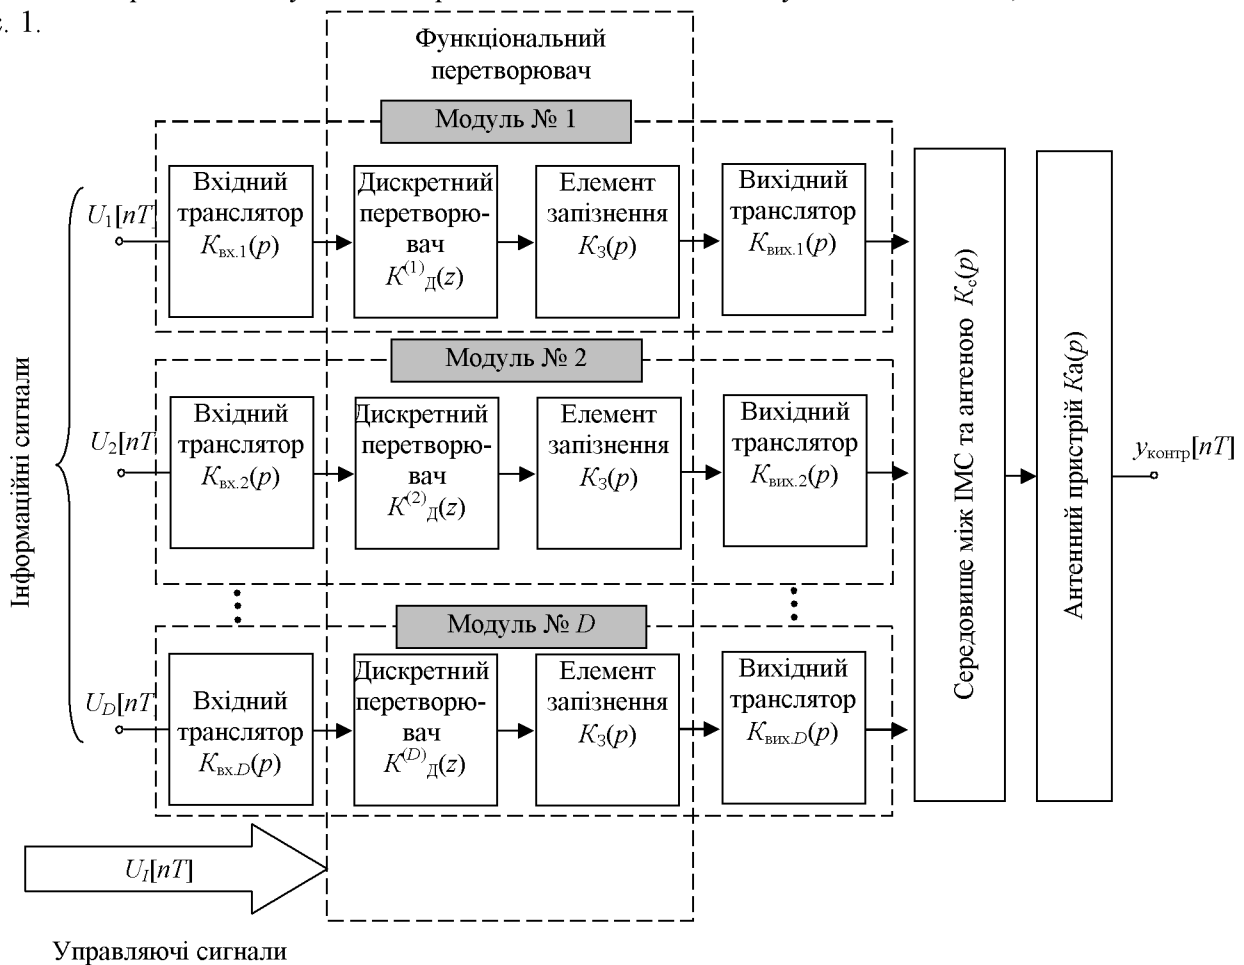 с. 1.
Функціональний
перетворювач
Модуль № 1
Вхідний
транслятор
Kвх.1(p)
Дискретний
перетворю-
вач
K(1)Д(z)
Елемент
запізнення
KЗ(p)
Вихідний
транслятор
Kвих.1(p)
U1[nT]
Модуль № 2
Вхідний
транслятор
Kвх.2(p)
Дискретний
перетворю-
вач
K(2)Д(z)
Елемент
запізнення
KЗ(p)
Вихідний
транслятор
Kвих.2(p)
U2[nT
Модуль № D
Вхідний
транслятор
Kвх.D(p)
Дискретний
перетворю-
вач
K(D)Д(z)
Елемент
запізнення
KЗ(p)
Вихідний
транслятор
Kвих.D(p)
UD[nT
Інформаційні сигнали
Середовище між ІМС та антеною Kс(p)
Антенний пристрій Kа(p)
yконтр[nT]
UI[nT]
Управляючі сигнали